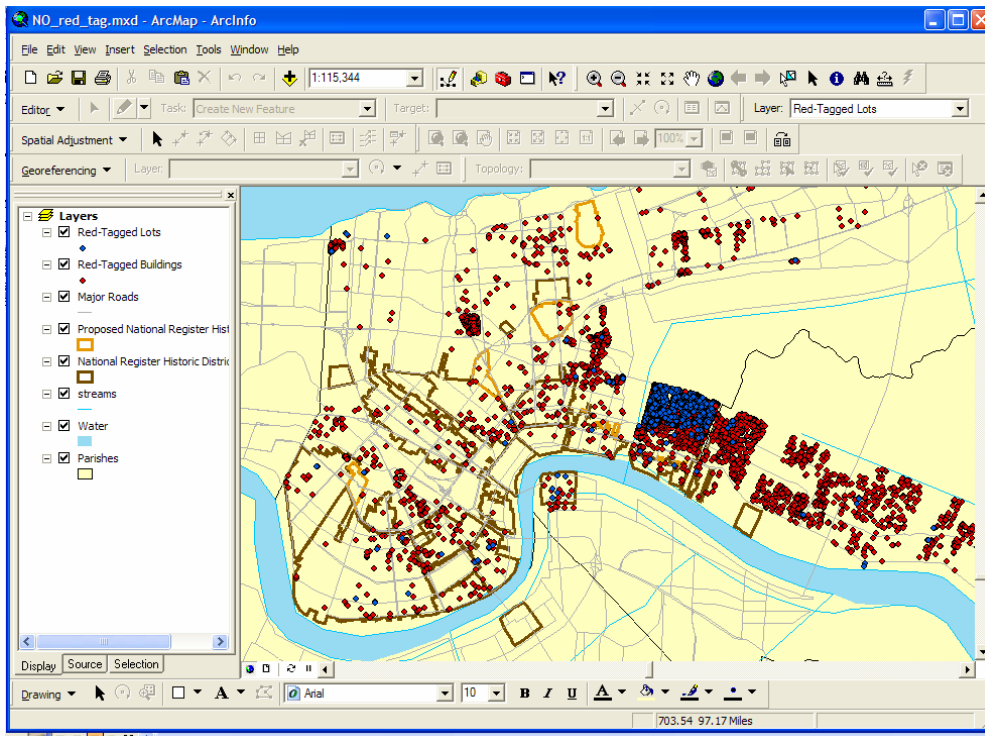 NO_red_tag.mxd - ArcMap - ArcInfo
File Edit View Insert Selection Tools Window Help
1:115,344
Editor Task: Create New Feature Target: Layer: Red-Tagged Lots
Spatial Adjustment 1:1 100%
Georeferencing Layer: Topology:
Layers
Red-Tagged Lots
Red-Tagged Buildings
Major Roads
Proposed National Register Hist
National Register Historic Distric
streams
Water
Parishes
Display Source Selection
Drawing A Arial 10 B I U A
703.54 97.17 Miles